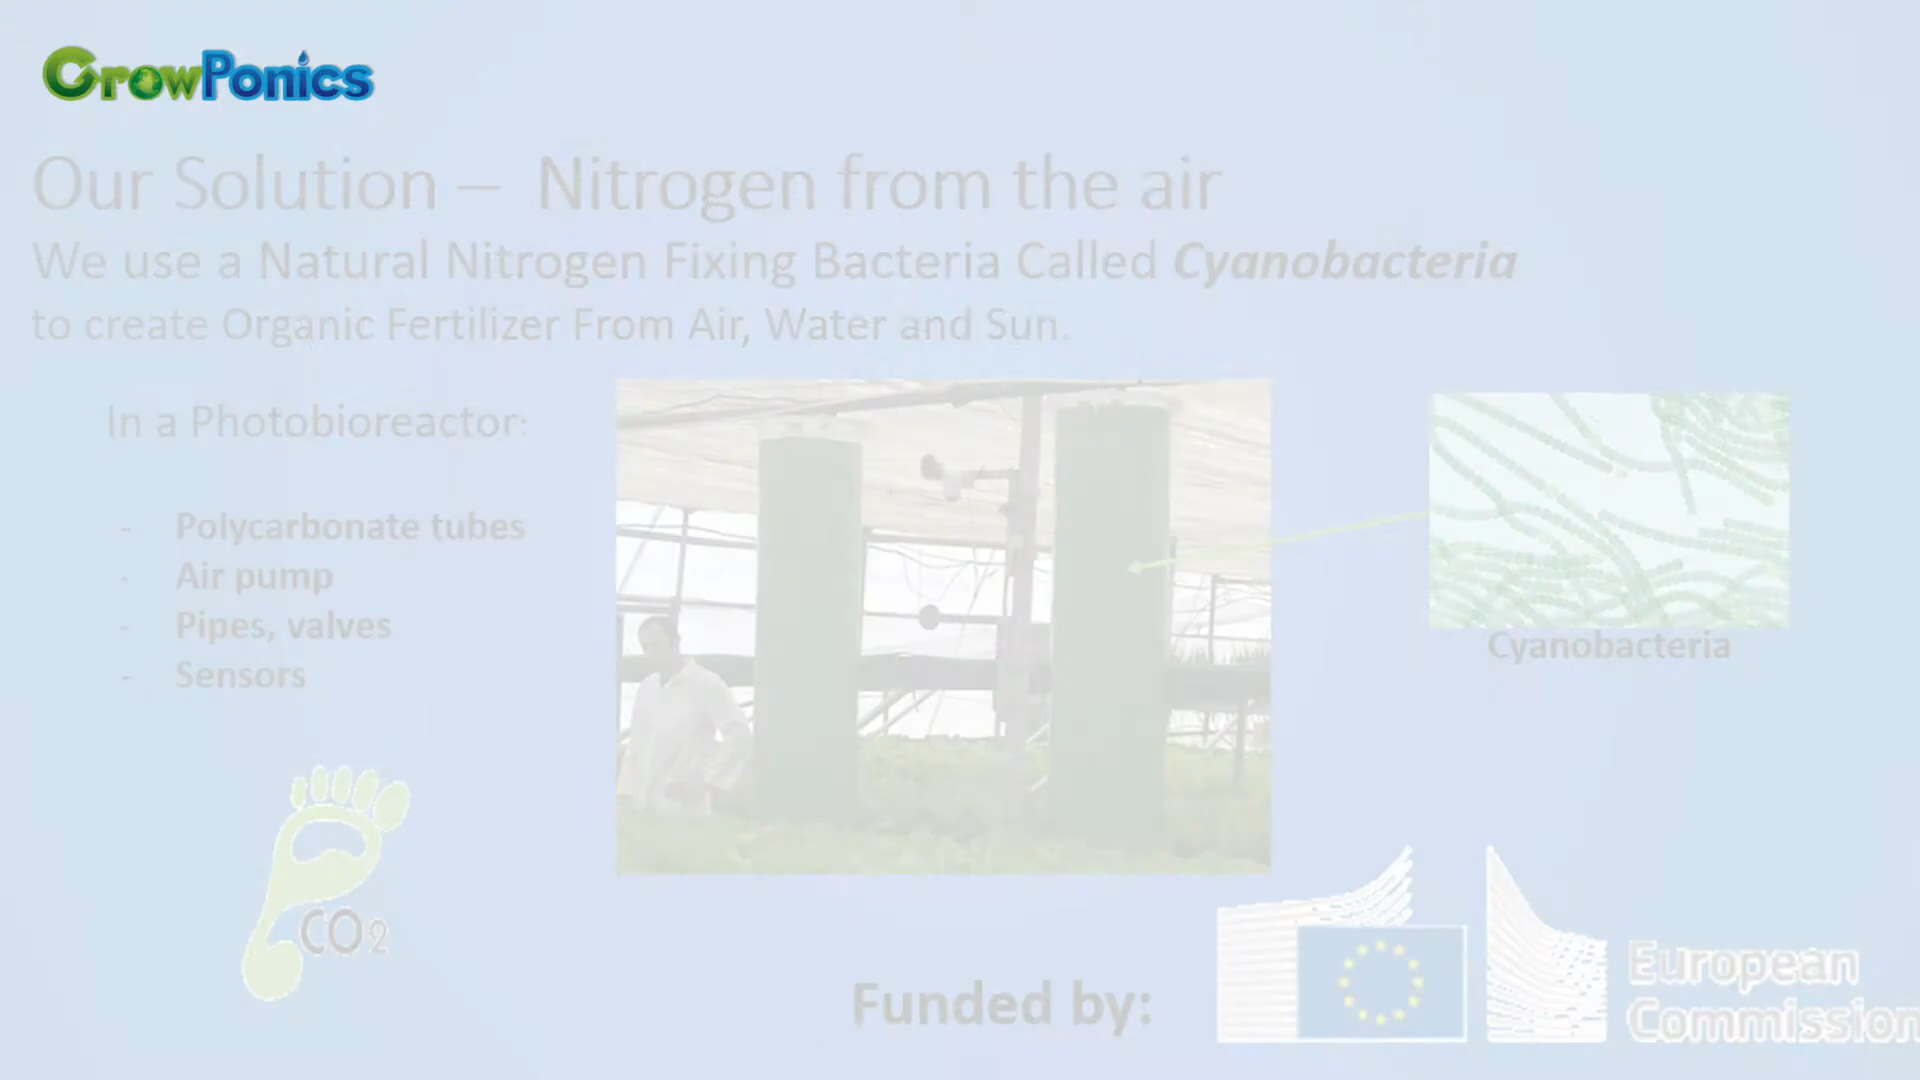 GrowPonics
Our Solution – Nitrogen from the air
We use a Natural Nitrogen Fixing Bacteria Called Cyanobacteria
to create Organic Fertilizer From Air, Water and Sun.
In a Photobioreactor:
- Polycarbonate tubes
- Air pump
- Pipes, valves
- Sensors
Cyanobacteria
CO2
Funded by:
European
Commission